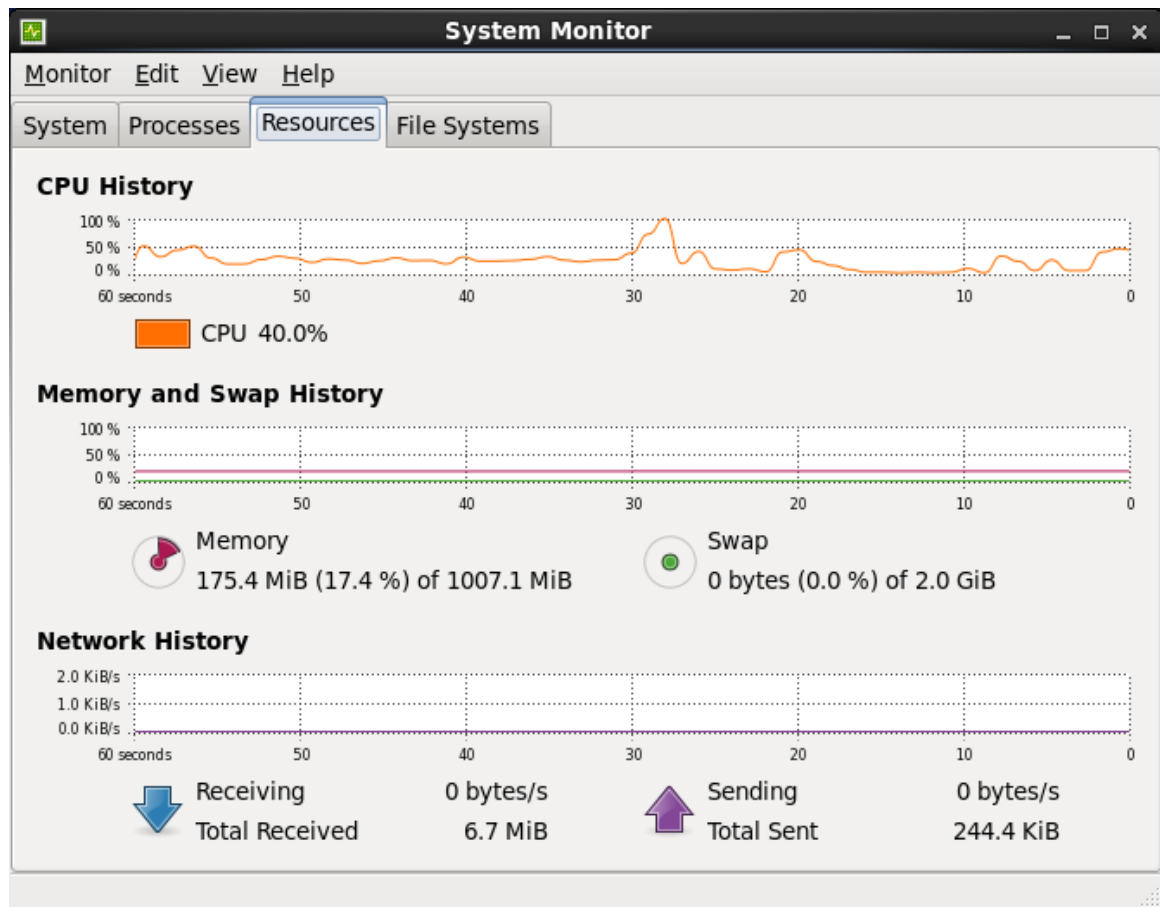 System Monitor
Monitor Edit View Help
System Processes Resources File Systems
CPU History
100 %
50 %
0 %
60 seconds 50 40 30 20 10 0
CPU 40.0%
Memory and Swap History
100 %
50 %
0 %
60 seconds 50 40 30 20 10 0
Memory Swap
175.4 MiB (17.4 %) of 1007.1 MiB 0 bytes (0.0 %) of 2.0 GiB
Network History
2.0 KiB/s
1.0 KiB/s
0.0 KiB/s
60 seconds 50 40 30 20 10 0
Receiving 0 bytes/s Sending 0 bytes/s
Total Received 6.7 MiB Total Sent 244.4 KiB